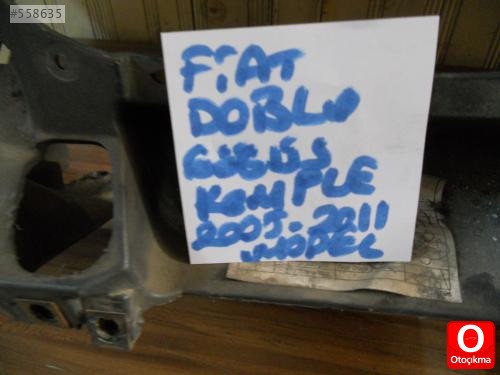 #558635
FİAT
DOBLO
GÖĞÜS
KOMPLE
2005-2011
MODEL
Otoçıkma